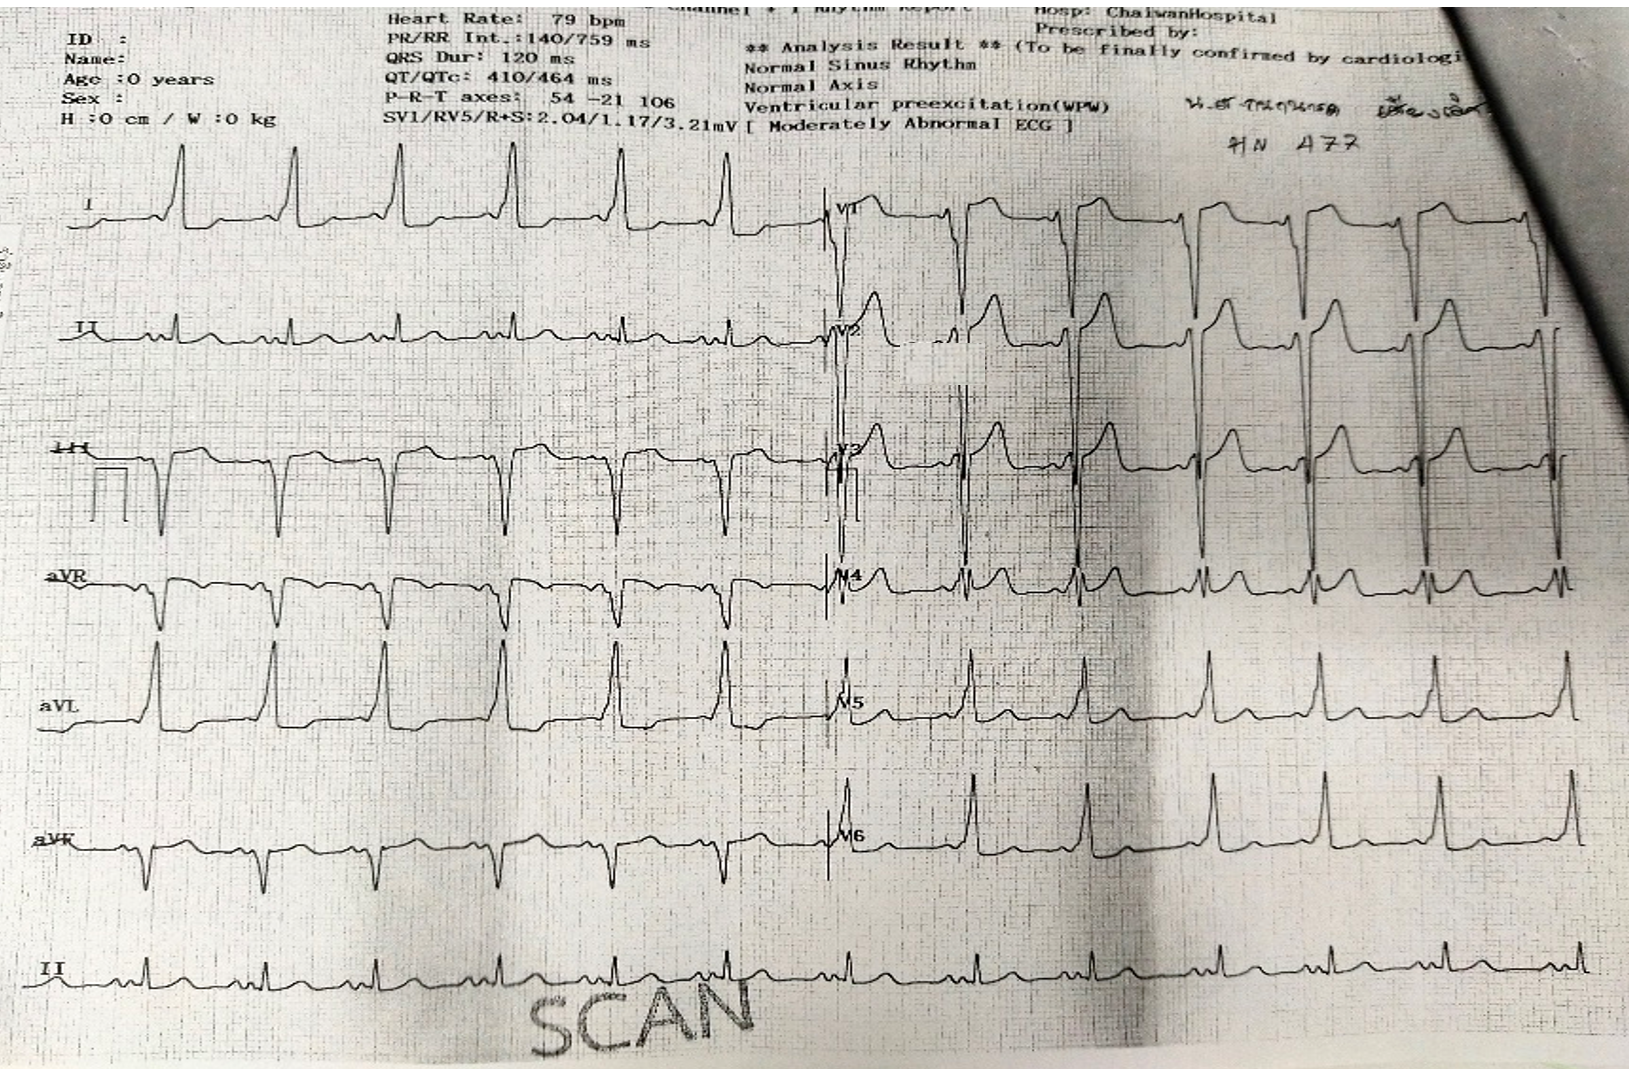 Hosp: ChaiwanHospital
Prescribed by:
Heart Rate: 79 bpm
PR/RR Int.:140/759 ms
QRS Dur: 120 ms
QT/QTc: 410/464 ms
P-R-T axes: 54 -21 106
SV1/RV5/R+S:2.04/1.17/3.21mV
ID :
Name:
Age :0 years
Sex :
H :0 cm / W :0 kg
** Analysis Result ** (To be finally confirmed by cardiologi
Normal Sinus Rhythm
Normal Axis
Ventricular preexcitation(WPW)
[ Moderately Abnormal ECG ]
HN 477
I
V1
II
V2
III
V3
aVR
V4
aVL
V5
aVF
V6
II
SCAN